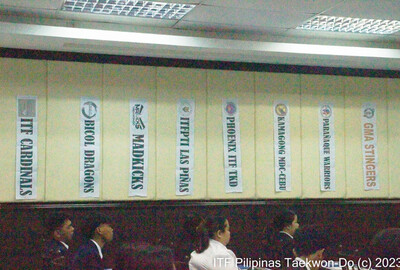 ITF CARDINALS
BICOL DRAGONS
MADKICKS
ITFPTI LAS PIÑAS
PHOENIX ITF TKD
RAMAGONG MDC-CEBU
PARAÑAQUE WARRIORS
GMA STINGERS
ITF Pilipinas Taekwon-Do (c) 2023